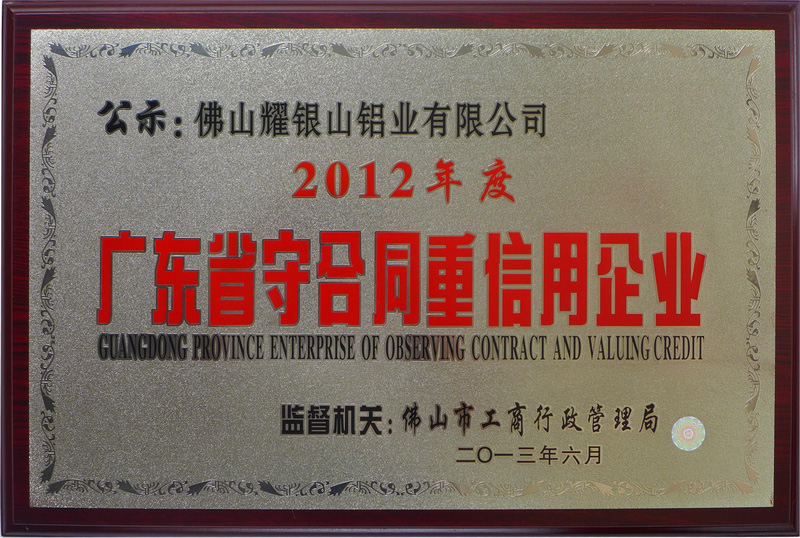 公示：佛山耀银山铝业有限公司
2012年度
广东省守合同重信用企业
GUANGDONG PROVINCE ENTERPRISE OF OBSERVING CONTRACT AND VALUING CREDIT
监督机关：佛山市工商行政管理局
二〇一三年六月